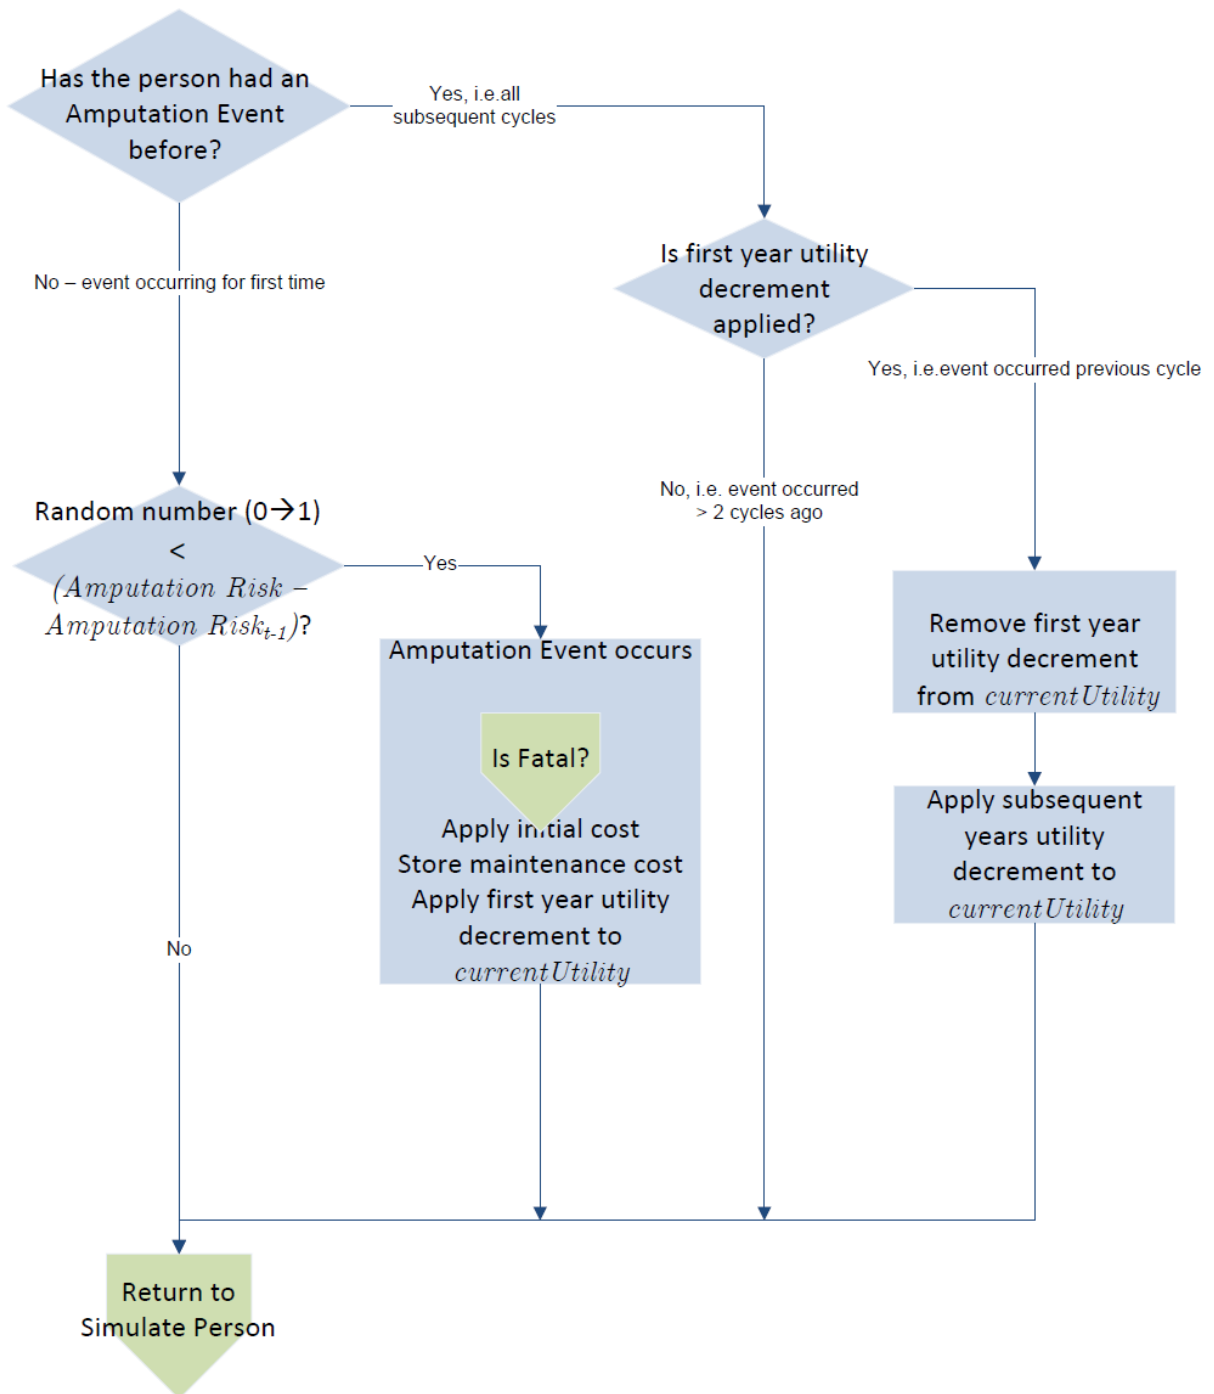 Has the person had an
Amputation Event
before?
Yes, i.e.all
subsequent cycles
No – event occurring for first time
Is first year utility
decrement
applied?
Yes, i.e.event occurred previous cycle
No, i.e. event occurred
> 2 cycles ago
Random number (0→1)
<
(Amputation Risk –
Amputation Risk_{t-1})?
Yes
Amputation Event occurs
Is Fatal?
Apply initial cost
Store maintenance cost
Apply first year utility
decrement to
currentUtility
Remove first year
utility decrement
from currentUtility
Apply subsequent
years utility
decrement to
currentUtility
No
Return to
Simulate Person